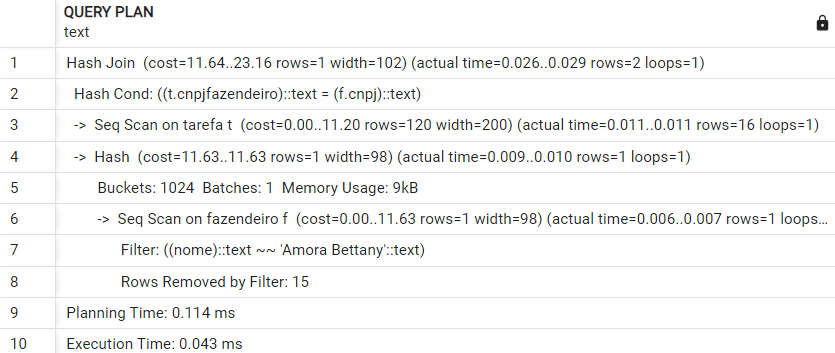 QUERY PLAN
text
1 Hash Join (cost=11.64..23.16 rows=1 width=102) (actual time=0.026..0.029 rows=2 loops=1)
2 Hash Cond: ((t.cnpjfazendeiro)::text = (f.cnpj)::text)
3 -> Seq Scan on tarefa t (cost=0.00..11.20 rows=120 width=200) (actual time=0.011..0.011 rows=16 loops=1)
4 -> Hash (cost=11.63..11.63 rows=1 width=98) (actual time=0.009..0.010 rows=1 loops=1)
5 Buckets: 1024 Batches: 1 Memory Usage: 9kB
6 -> Seq Scan on fazendeiro f (cost=0.00..11.63 rows=1 width=98) (actual time=0.006..0.007 rows=1 loops...
7 Filter: ((nome)::text ~~ 'Amora Bettany'::text)
8 Rows Removed by Filter: 15
9 Planning Time: 0.114 ms
10 Execution Time: 0.043 ms